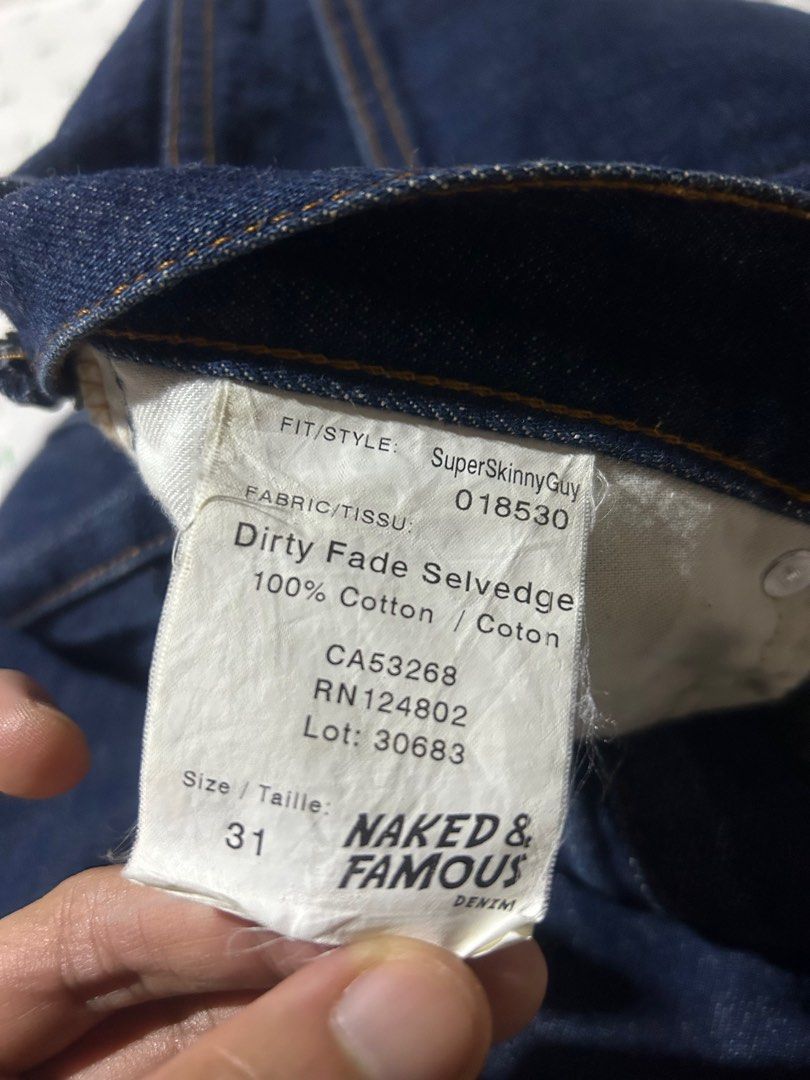 FIT/STYLE: SuperSkinnyGuy
018530
FABRIC/TISSU:
Dirty Fade Selvedge
100% Cotton / Coton
CA53268
RN124802
Lot: 30683
Size / Taille:
31
NAKED &
FAMOUS
DENIM